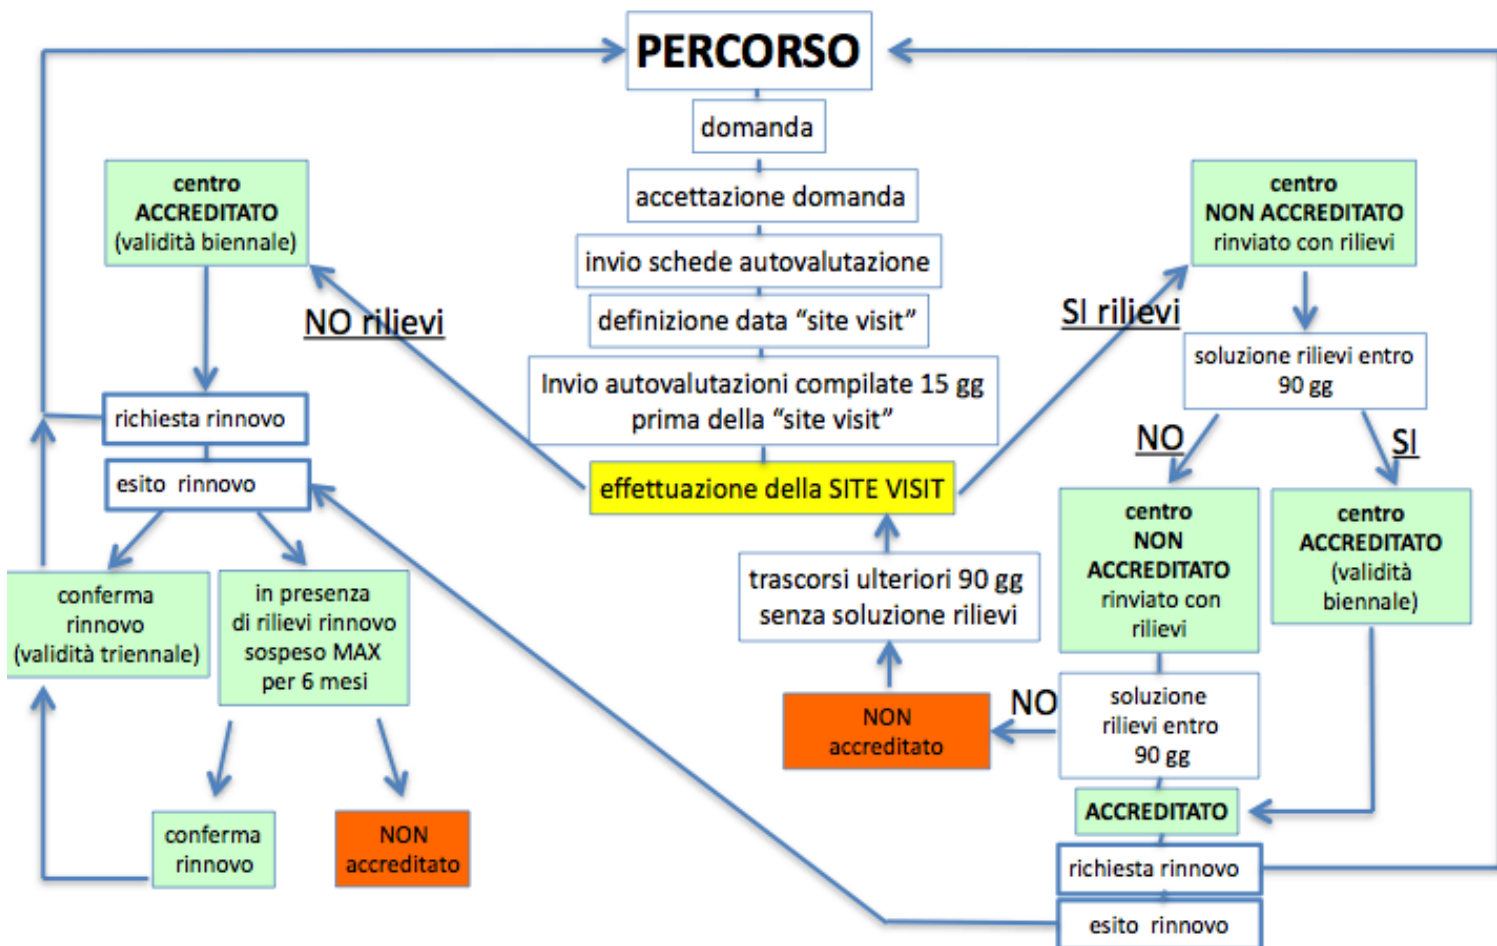 PERCORSO
domanda
accettazione domanda
invio schede autovalutazione
definizione data “site visit”
Invio autovalutazioni compilate 15 gg
prima della “site visit”
effettuazione della SITE VISIT
NO rilievi
centro
ACCREDITATO
(validità biennale)
richiesta rinnovo
esito rinnovo
conferma
rinnovo
(validità triennale)
in presenza
di rilievi rinnovo
sospeso MAX
per 6 mesi
conferma
rinnovo
NON
accreditato
SI rilievi
centro
NON ACCREDITATO
rinviato con rilievi
soluzione rilievi entro
90 gg
NO
SI
centro
NON
ACCREDITATO
rinviato con
rilievi
centro
ACCREDITATO
(validità
biennale)
soluzione
rilievi entro
90 gg
NO
NON
accreditato
trascorsi ulteriori 90 gg
senza soluzione rilievi
ACCREDITATO
richiesta rinnovo
esito rinnovo